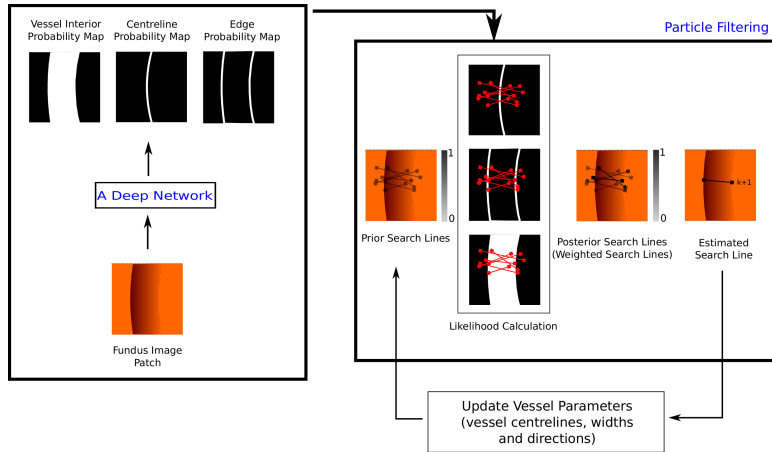 Vessel Interior
Probability Map
Centreline
Probability Map
Edge
Probability Map
A Deep Network
Fundus Image
Patch
Particle Filtering
1
0
Prior Search Lines
Likelihood Calculation
1
0
Posterior Search Lines
(Weighted Search Lines)
k+1
Estimated
Search Line
Update Vessel Parameters
(vessel centrelines, widths
and directions)